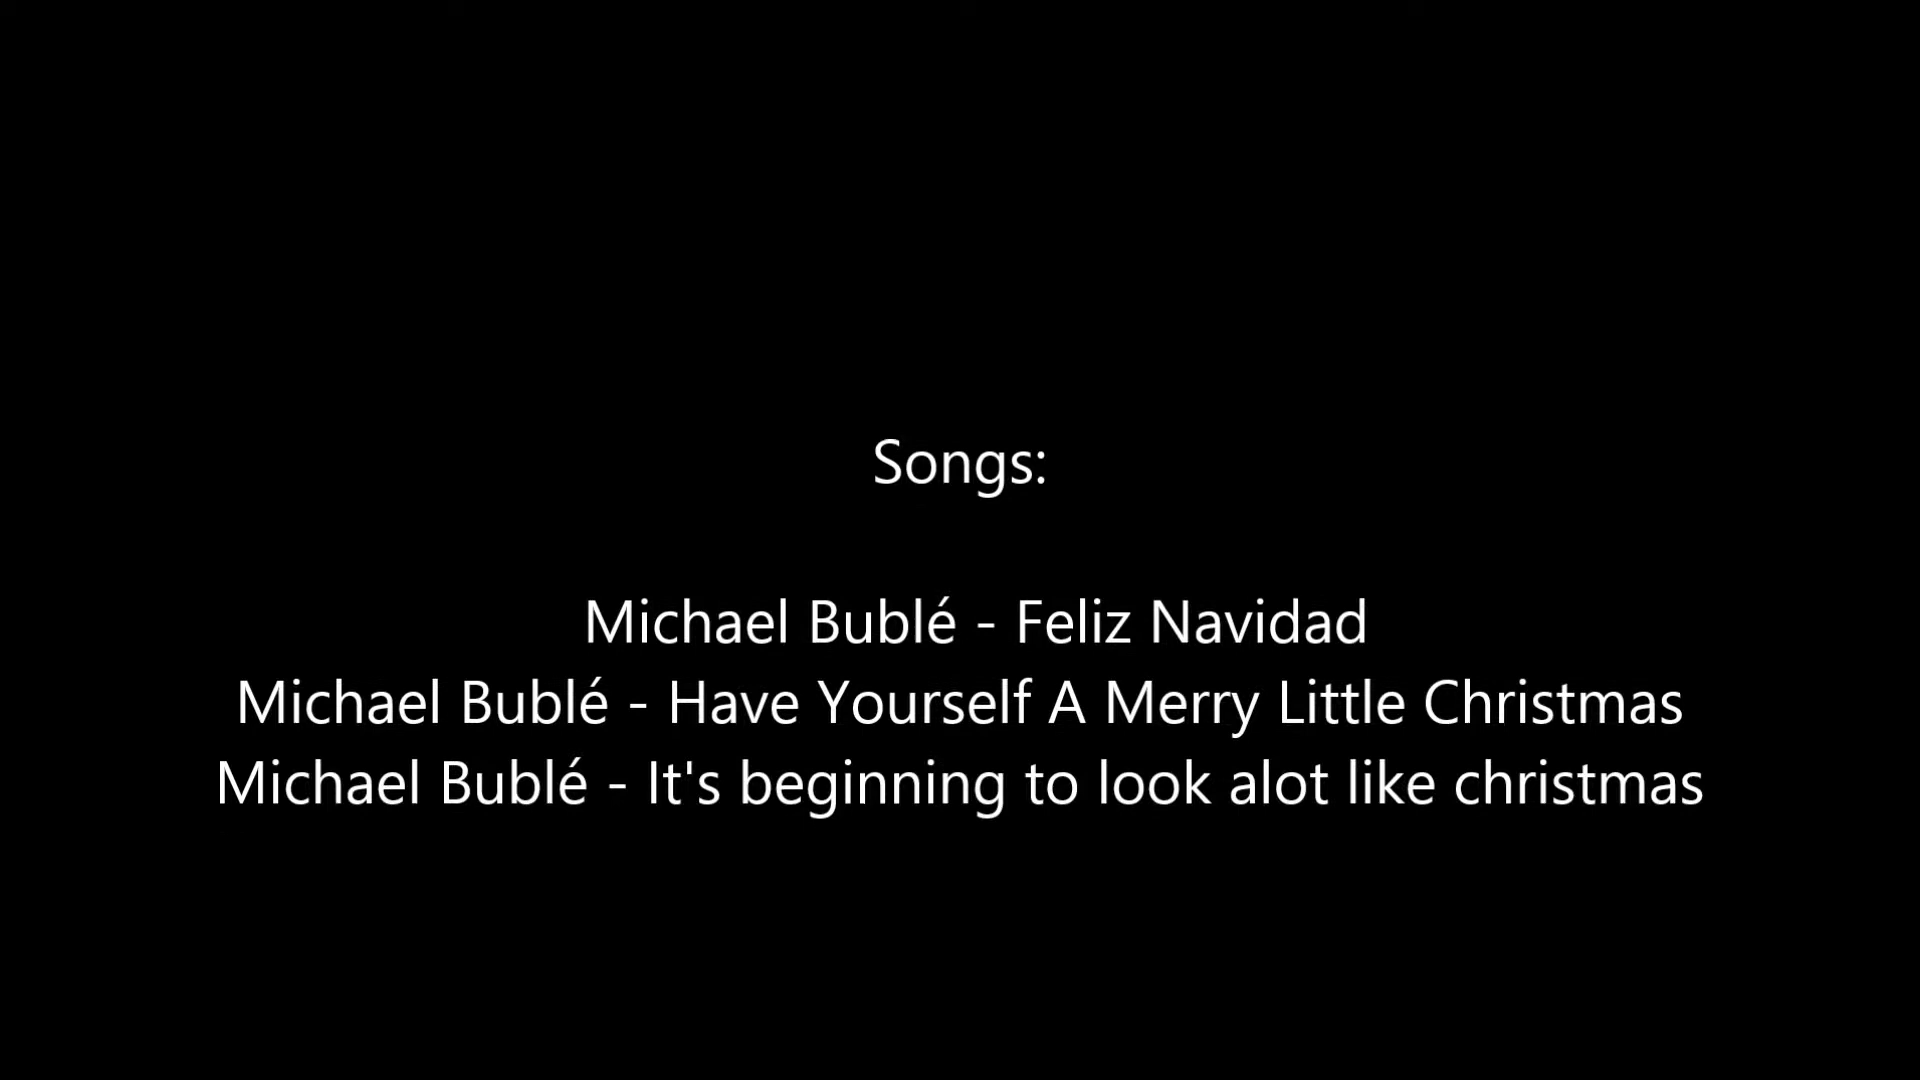 Songs:
Michael Bublé - Feliz Navidad
Michael Bublé - Have Yourself A Merry Little Christmas
Michael Bublé - It's beginning to look alot like christmas